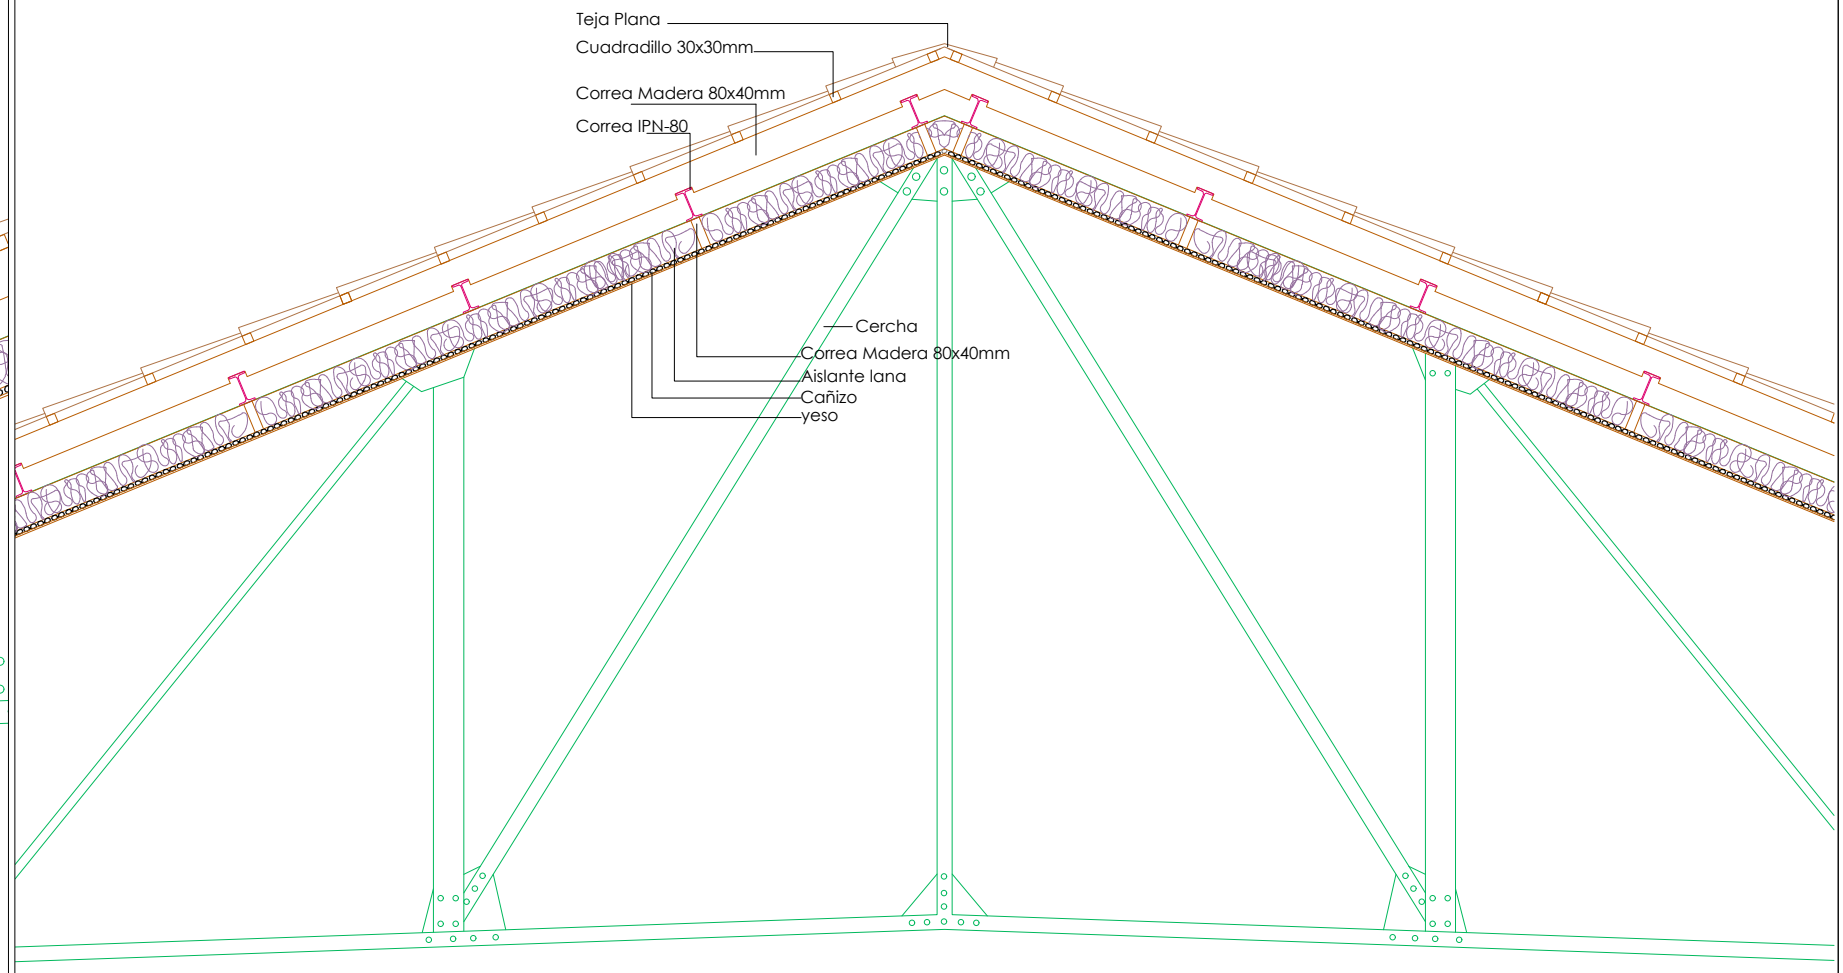 Teja Plana
Cuadradillo 30x30mm
Correa Madera 80x40mm
Correa IPN-80
Cercha
Correa Madera 80x40mm
Aislante lana
Cañizo
yeso